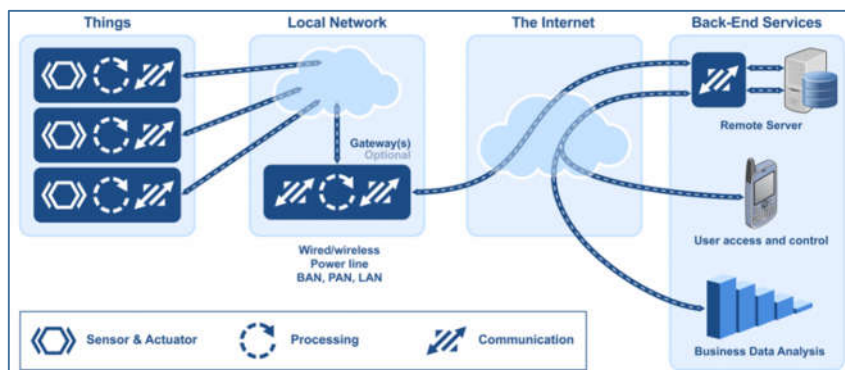 Things
Local Network
The Internet
Back-End Services
Gateway(s)
Optional
Remote Server
User access and control
Wired/wireless
Power line
BAN, PAN, LAN
Business Data Analysis
Sensor & Actuator
Processing
Communication